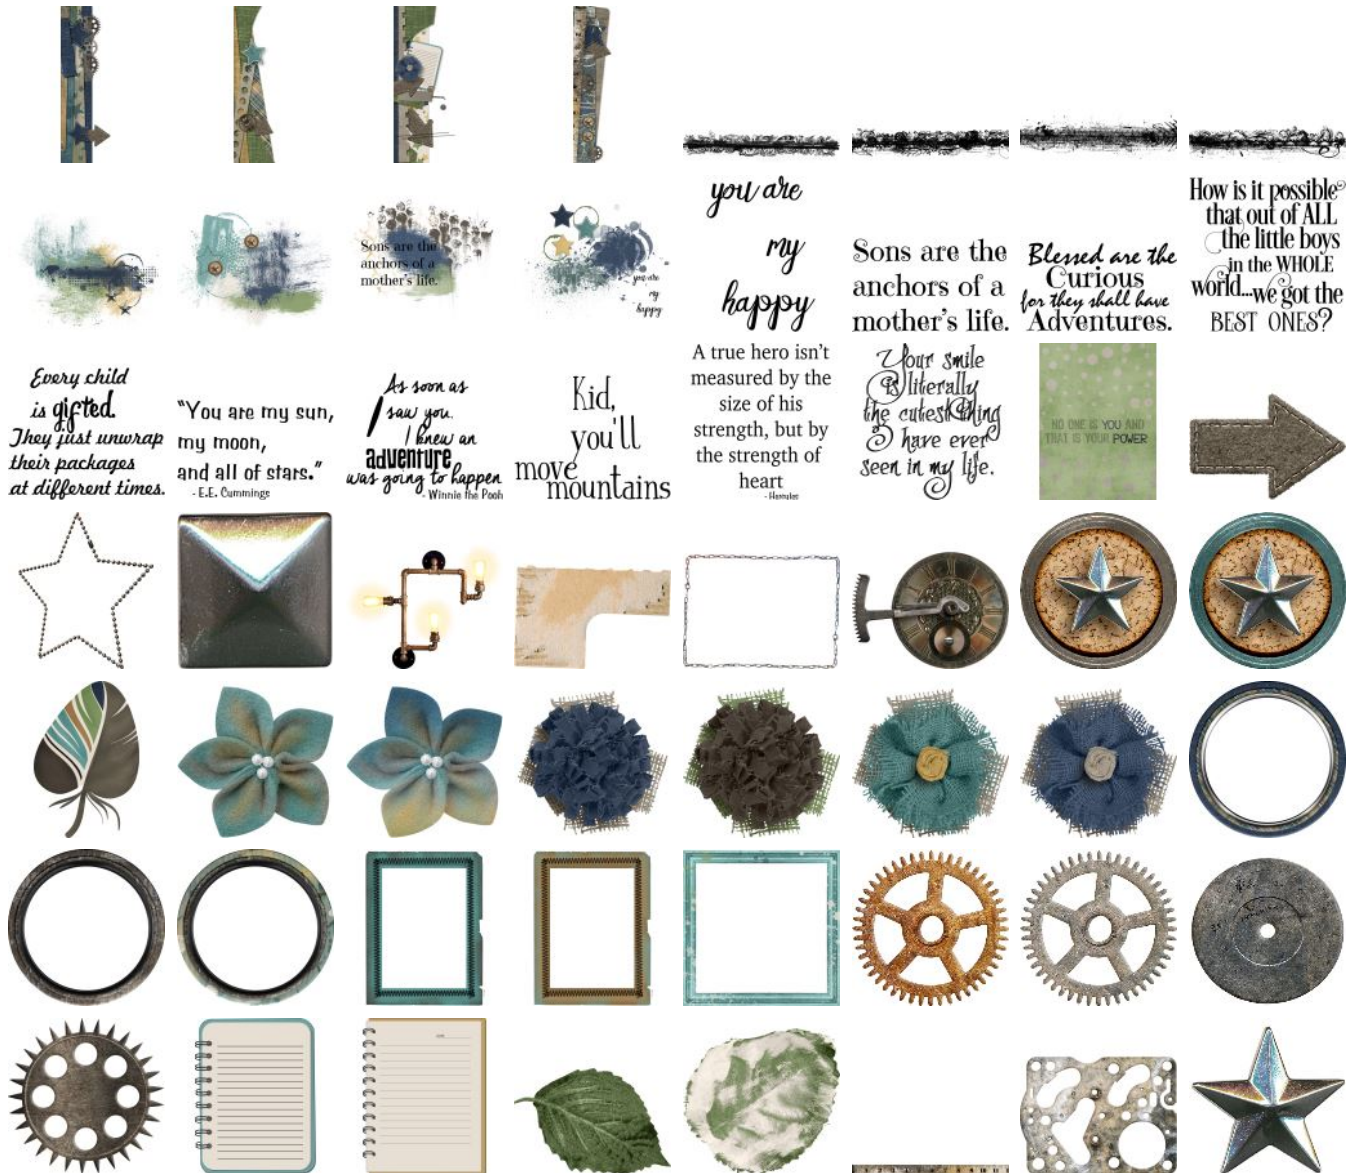 you are
my
happy
Sons are the
anchors of a
mother's life.
you are
my
happy
Sons are the
anchors of a
mother's life.
Blessed are the
Curious
for they shall have
Adventures.
How is it possible
that out of ALL
the little boys
in the WHOLE
world...we got the
BEST ONES?
Every child
is gifted.
They just unwrap
their packages
at different times.
"You are my sun,
my moon,
and all of stars."
- E.E. Cummings
As soon as
I saw you,
I knew an
adventure
was going to happen
- Winnie the Pooh
Kid,
you'll
move
mountains
A true hero isn't
measured by the
size of his
strength, but by
the strength of
heart
- Hercules
Your smile
is literally
the cutest thing
I have ever
seen in my life.
NO ONE IS YOU AND
THAT IS YOUR POWER